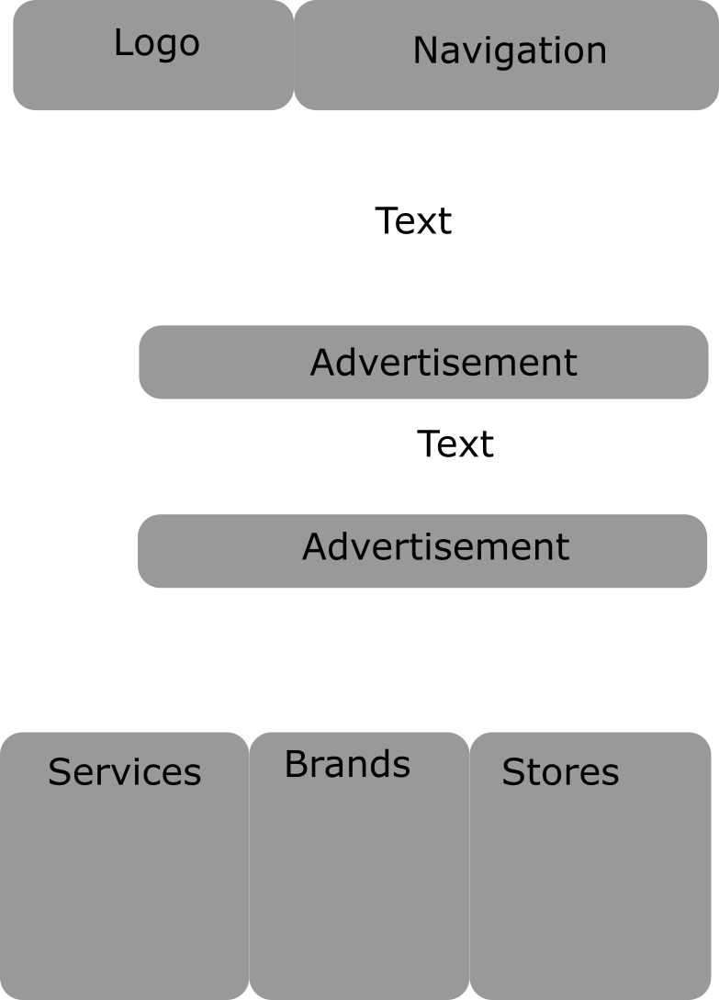 Logo
Navigation
Text
Advertisement
Text
Advertisement
Services
Brands
Stores